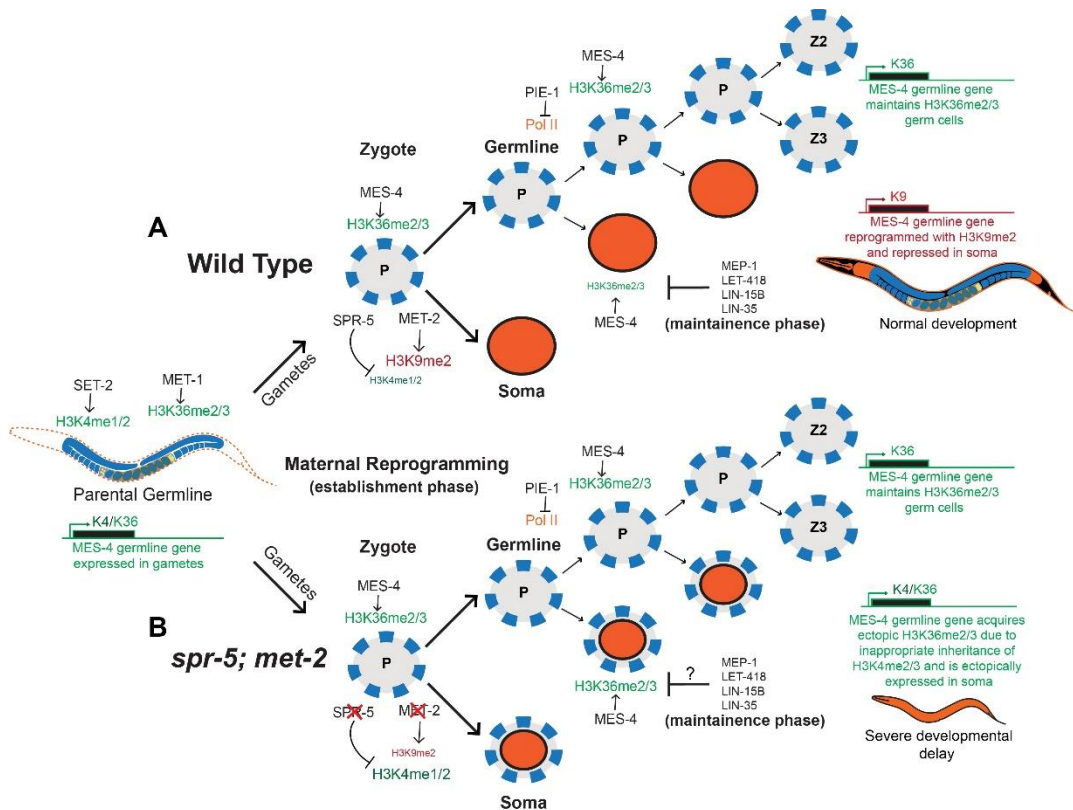 A
Wild Type
Zygote
MES-4
H3K36me2/3
P
SPR-5
MET-2
H3K9me2
H3K4me1/2
Germline
P
Soma
PIE-1
Pol II
MES-4
H3K36me2/3
P
H3K36me2/3
MES-4
MEP-1
LET-418
LIN-15B
LIN-35
(maintainence phase)
P
Z2
Z3
K36
MES-4 germline gene
maintains H3K36me2/3
germ cells
K9
MES-4 germline gene
reprogrammed with H3K9me2
and repressed in soma
Normal development
Gametes
SET-2
H3K4me1/2
MET-1
H3K36me2/3
Parental Germline
K4/K36
MES-4 germline gene
expressed in gametes
Maternal Reprogramming
(establishment phase)
Gametes
B
spr-5; met-2
Zygote
MES-4
H3K36me2/3
P
SPR-5
MET-2
H3K9me2
H3K4me1/2
Germline
P
Soma
PIE-1
Pol II
MES-4
H3K36me2/3
P
H3K36me2/3
MES-4
?
MEP-1
LET-418
LIN-15B
LIN-35
(maintainence phase)
P
Z2
Z3
K36
MES-4 germline gene
maintains H3K36me2/3
germ cells
K4/K36
MES-4 germline gene acquires
ectopic H3K36me2/3 due to
inappropriate inheritance of
H3K4me2/3 and is ectopically
expressed in soma
Severe developmental
delay